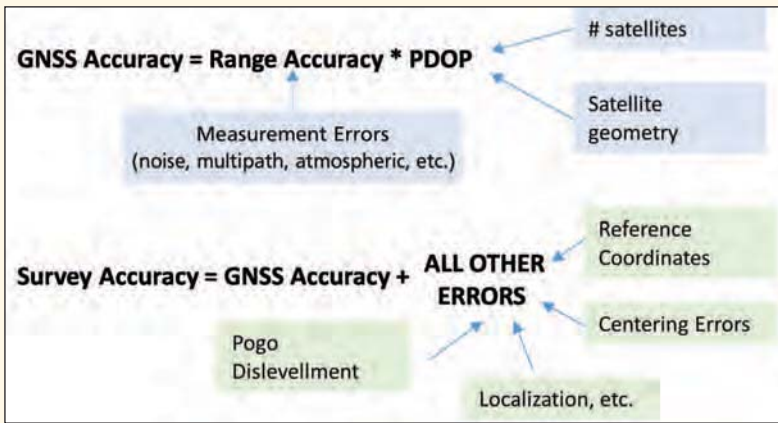 # satellites
GNSS Accuracy = Range Accuracy * PDOP
Satellite
geometry
Measurement Errors
(noise, multipath, atmospheric, etc.)
Reference
Coordinates
Survey Accuracy = GNSS Accuracy + ALL OTHER
ERRORS
Centering Errors
Pogo
Dislevellment
Localization, etc.